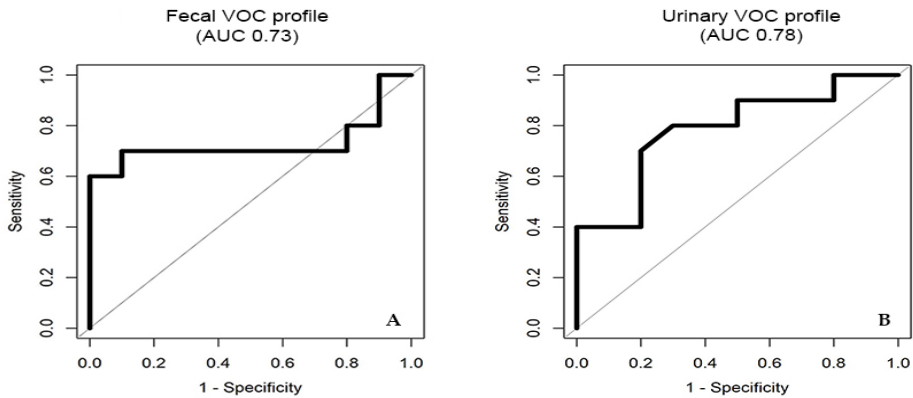 Fecal VOC profile
(AUC 0.73)
Sensitivity
1.0
0.8
0.6
0.4
0.2
0.0
A
0.0 0.2 0.4 0.6 0.8 1.0
1 - Specificity
Urinary VOC profile
(AUC 0.78)
Sensitivity
1.0
0.8
0.6
0.4
0.2
0.0
B
0.0 0.2 0.4 0.6 0.8 1.0
1 - Specificity